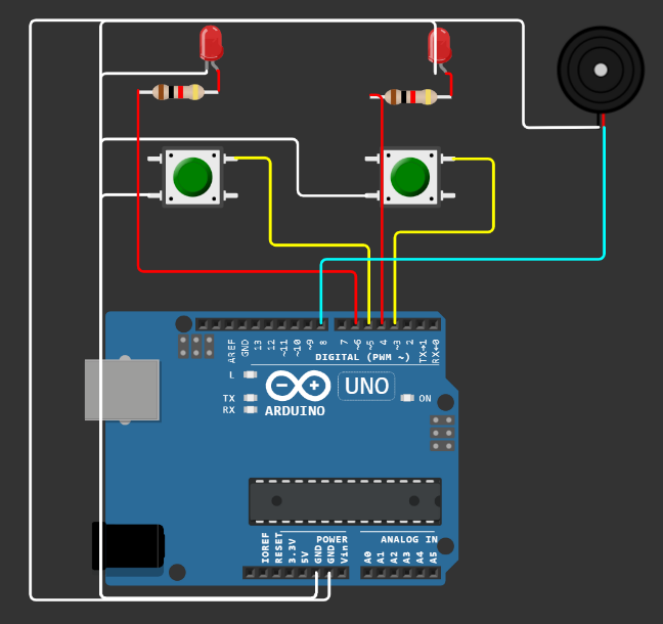 AREF
GND
13
12
~11
~10
~9
8
7
~6
~5
4
~3
2
TX→1
RX←0
DIGITAL (PWM ~)
L
TX
RX
UNO
ARDUINO
ON
POWER
ANALOG IN
IOREF
RESET
3.3V
5V
GND
GND
Vin
A0
A1
A2
A3
A4
A5